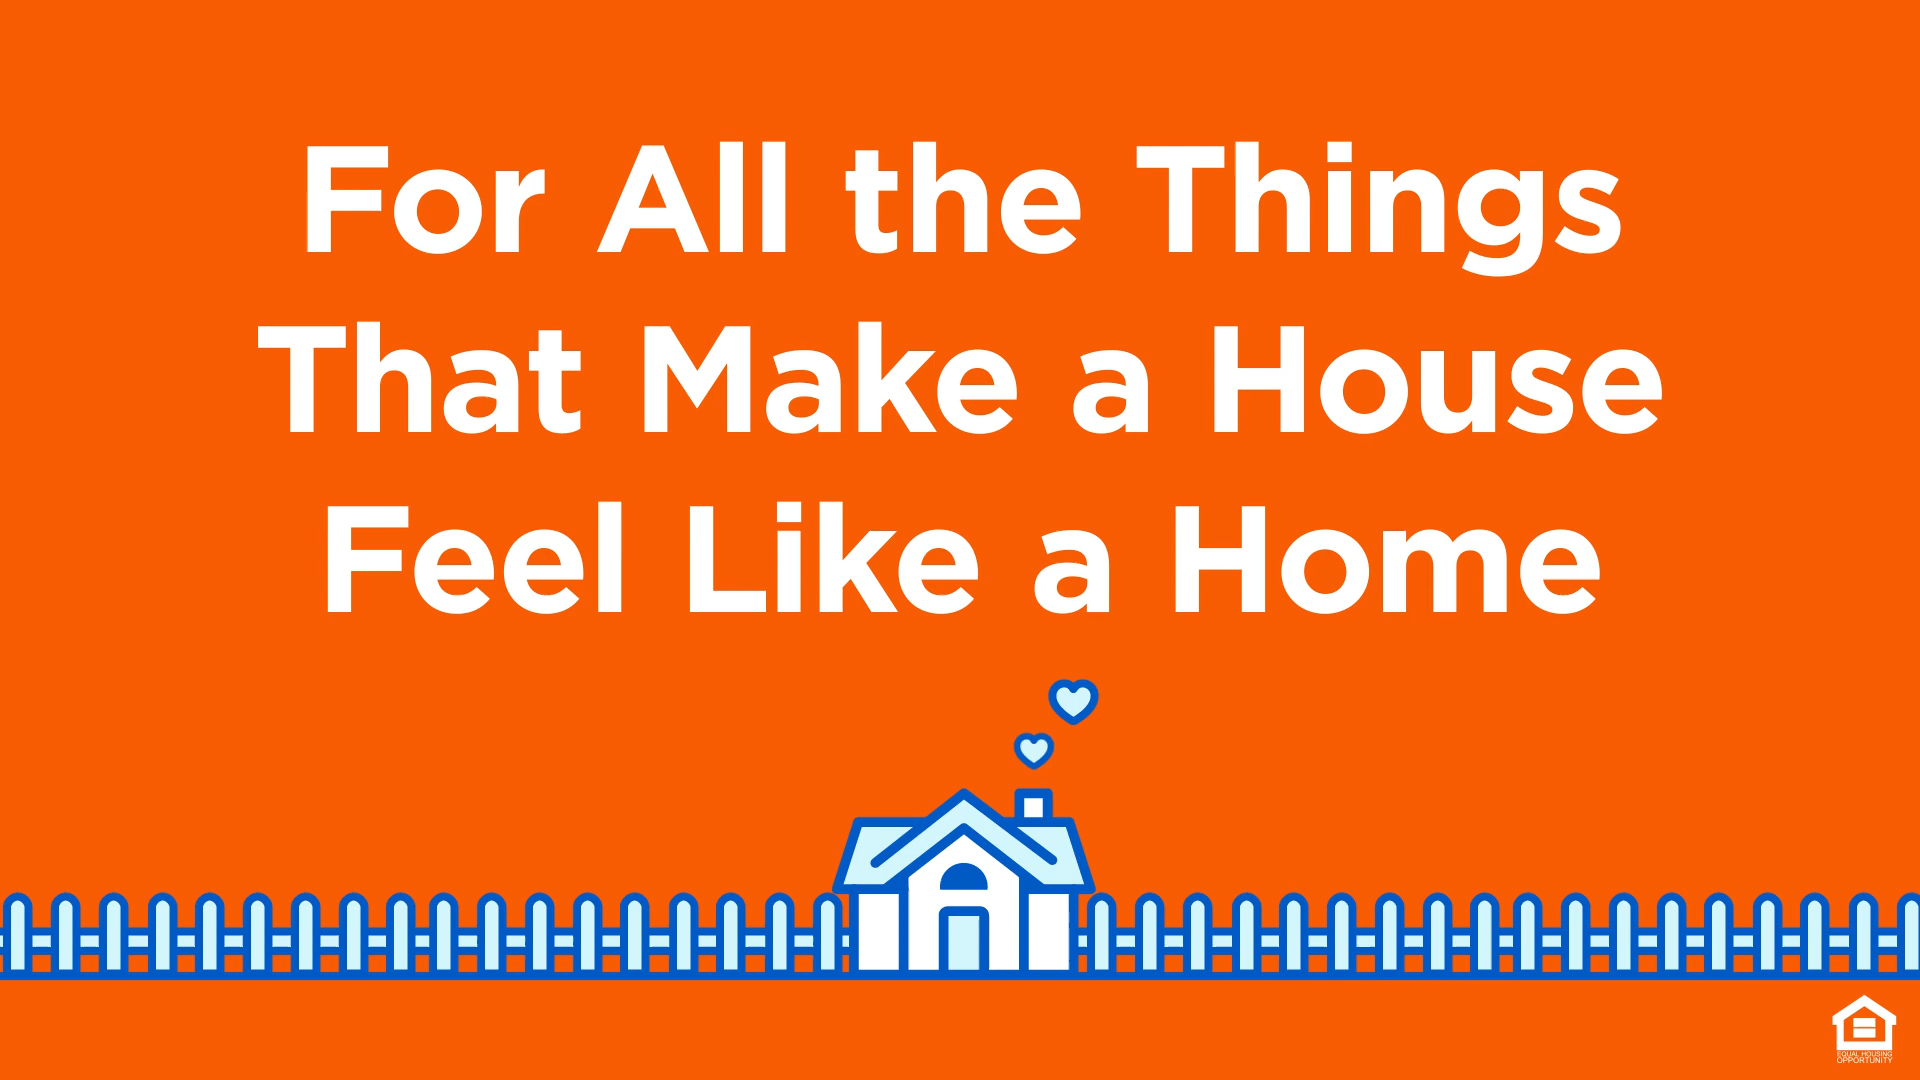 For All the Things
That Make a House
Feel Like a Home
EQUAL HOUSING
OPPORTUNITY